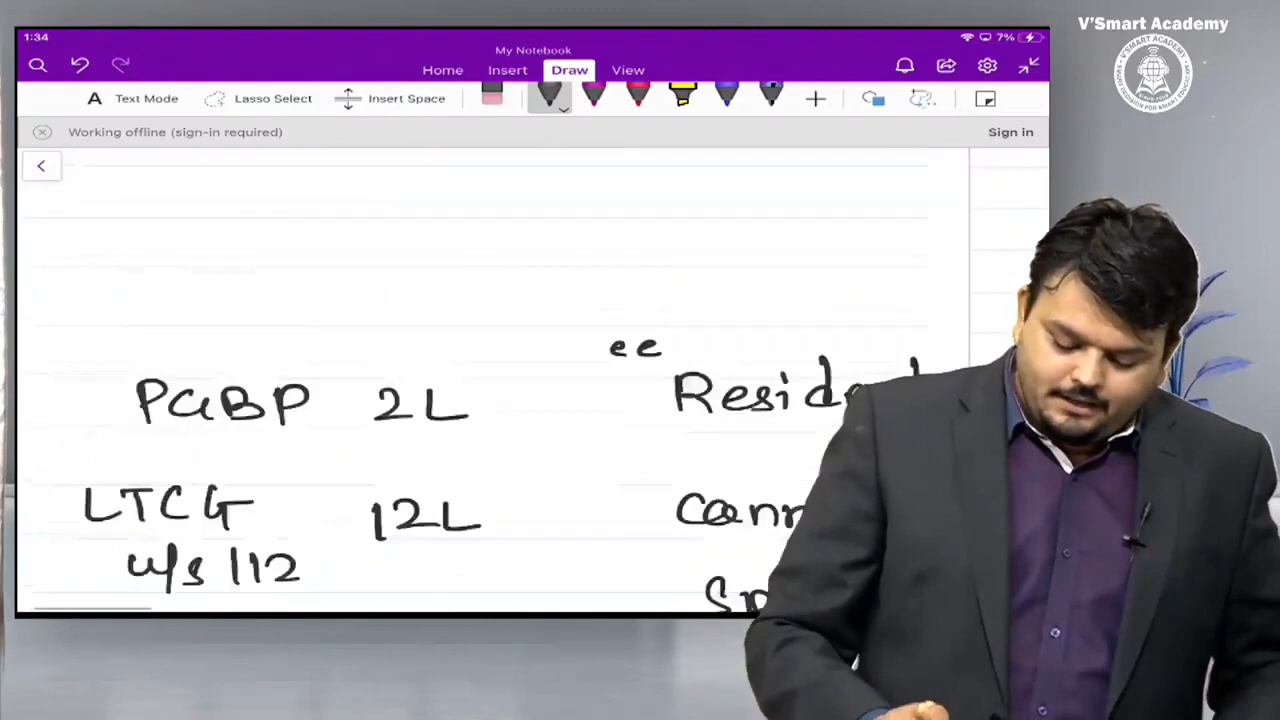 V'Smart Academy
1:34
7%
My Notebook
Home Insert Draw View
A Text Mode Lasso Select Insert Space
Working offline (sign-in required) Sign in
ee
PGBP 2L
LTCG 12L
u/s 112